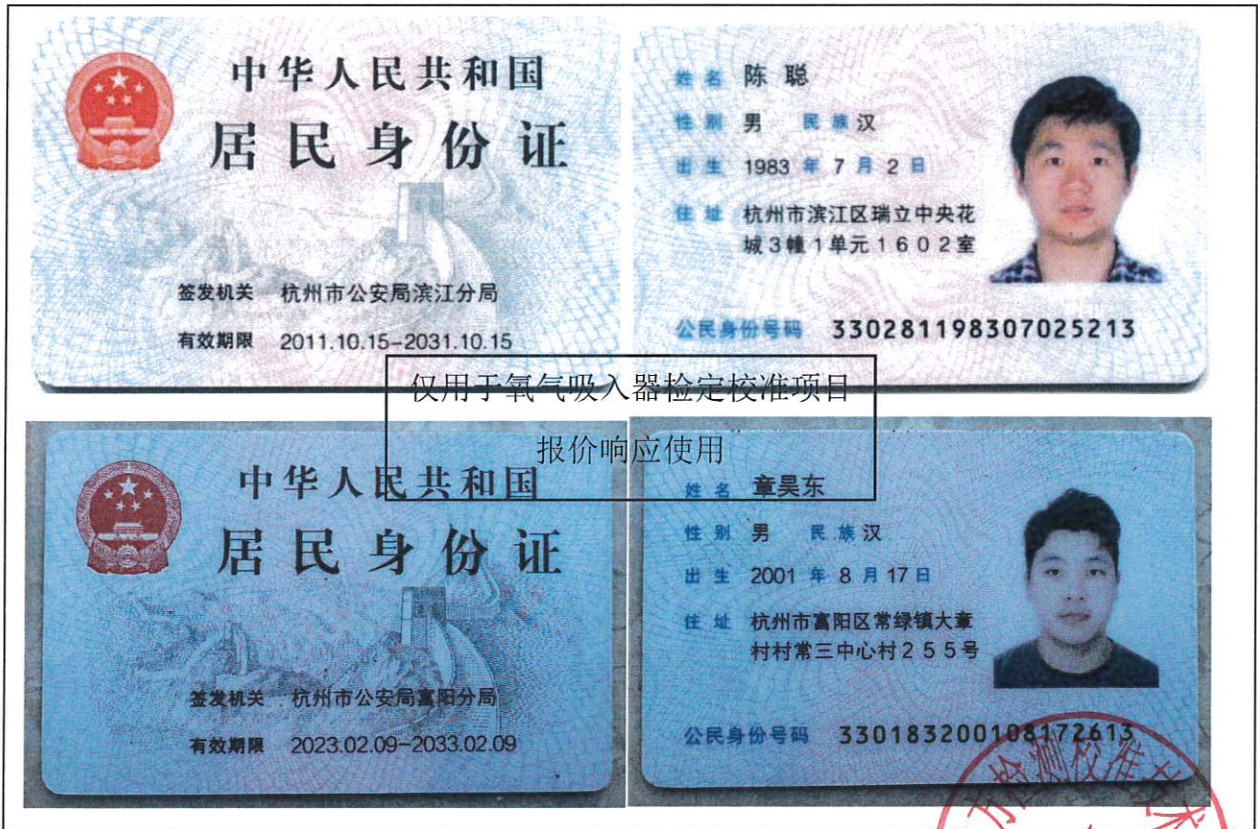 中华人民共和国
居民身份证
签发机关 杭州市公安局滨江分局
有效期限 2011.10.15-2031.10.15
姓名 陈聪
性别 男 民族 汉
出生 1983 年 7 月 2 日
住址 杭州市滨江区瑞立中央花
城3幢1单元1602室
公民身份号码 330281198307025213
仅用于氧气吸入器检定校准项目
报价响应使用
中华人民共和国
居民身份证
签发机关 杭州市公安局富阳分局
有效期限 2023.02.09-2033.02.09
姓名 章昊东
性别 男 民族 汉
出生 2001 年 8 月 17 日
住址 杭州市富阳区常绿镇大章
村村常三中心村255号
公民身份号码 330183200108172613
检测校准技术